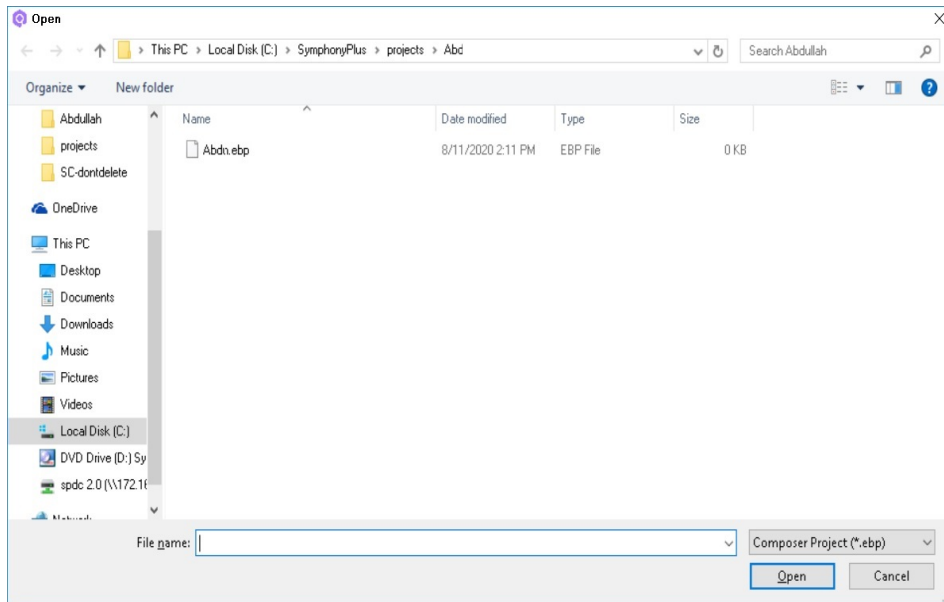 Open
This PC > Local Disk (C:) > SymphonyPlus > projects > Abd
Search Abdullah
Organize New folder
Abdullah
projects
SC-dontdelete
OneDrive
This PC
Desktop
Documents
Downloads
Music
Pictures
Videos
Local Disk (C:)
DVD Drive (D:) Sy
spdc 2.0 (\\172.16
Network
Name Date modified Type Size
Abdn.ebp 8/11/2020 2:11 PM EBP File 0 KB
File name: Composer Project (*.ebp)
Open Cancel